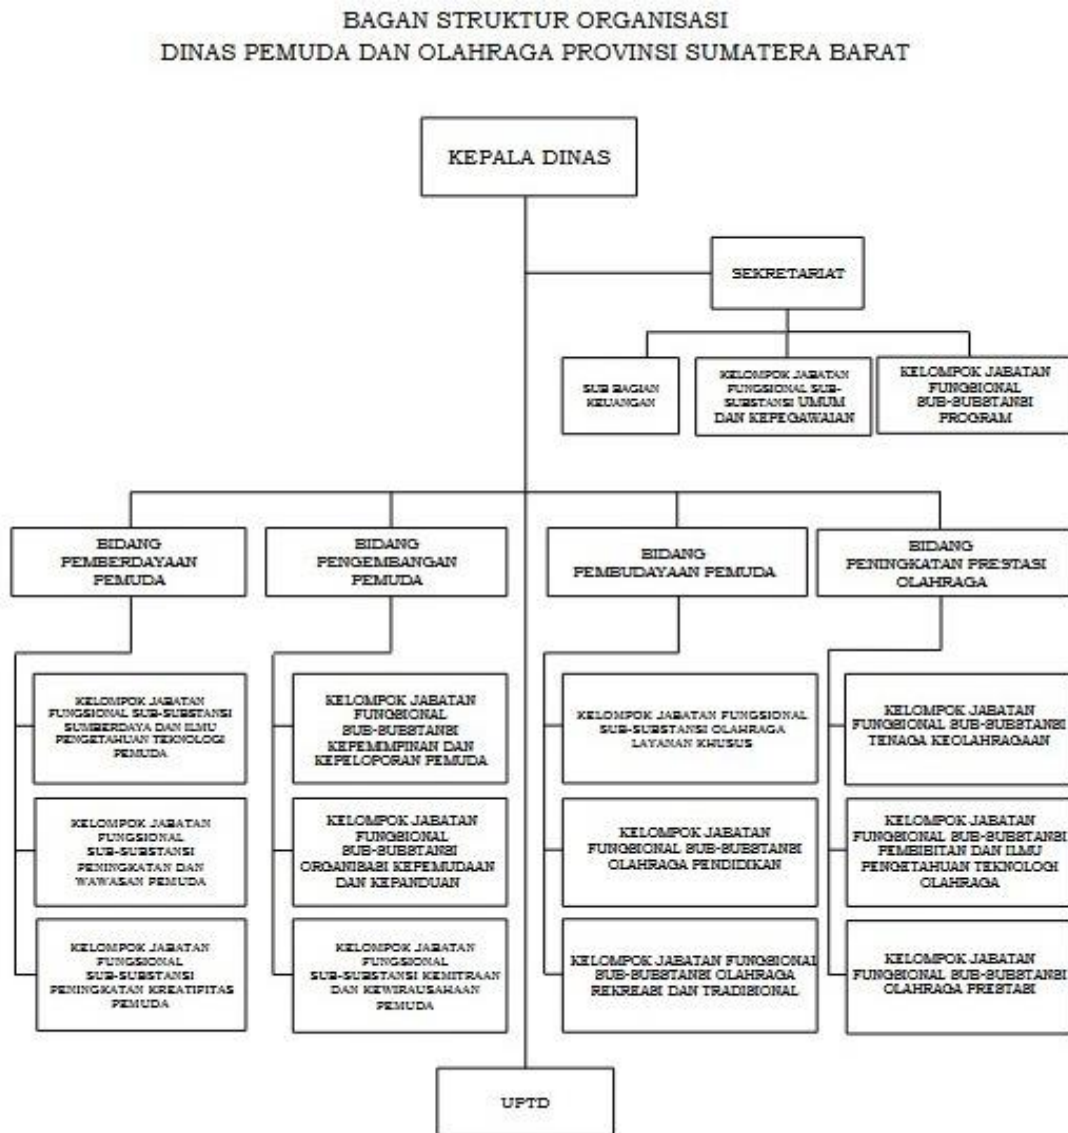 BAGAN STRUKTUR ORGANISASI
DINAS PEMUDA DAN OLAHRAGA PROVINSI SUMATERA BARAT
KEPALA DINAS
SEKRETARIAT
SUB BAGIAN
KEUANGAN
KELOMPOK JABATAN
FUNGSIONAL SUB-
SUBSTANSI UMUM
DAN KEPEGAWAIAN
KELOMPOK JABATAN
FUNGSIONAL
SUB-SUBSTANSI
PROGRAM
BIDANG
PEMBERDAYAAN
PEMUDA
BIDANG
PENGEMBANGAN
PEMUDA
BIDANG
PEMBUDAYAAN PEMUDA
BIDANG
PENINGKATAN PRESTASI
OLAHRAGA
KELOMPOK JABATAN
FUNGSIONAL SUB-SUBSTANSI
SUMBERDAYA DAN ILMU
PENGETAHUAN TEKNOLOGI
PEMUDA
KELOMPOK JABATAN
FUNGSIONAL
SUB-SUBSTANSI
KEPEMIMPINAN DAN
KEPELOPORAN PEMUDA
KELOMPOK JABATAN FUNGSIONAL
SUB-SUBSTANSI OLAHRAGA
LAYANAN KHUSUS
KELOMPOK JABATAN
FUNGSIONAL SUB-SUBSTANSI
TENAGA KEOLAHRAGAAN
KELOMPOK JABATAN
FUNGSIONAL
SUB-SUBSTANSI
PENINGKATAN DAN
WAWASAN PEMUDA
KELOMPOK JABATAN
FUNGSIONAL
SUB-SUBSTANSI
ORGANISASI KEPEMUDAAN
DAN KEPANDUAN
KELOMPOK JABATAN
FUNGSIONAL SUB-SUBSTANSI
OLAHRAGA PENDIDIKAN
KELOMPOK JABATAN
FUNGSIONAL SUB-SUBSTANSI
PEMBIBITAN DAN ILMU
PENGETAHUAN TEKNOLOGI
OLAHRAGA
KELOMPOK JABATAN
FUNGSIONAL
SUB-SUBSTANSI
PENINGKATAN KREATIFITAS
PEMUDA
KELOMPOK JABATAN
FUNGSIONAL
SUB-SUBSTANSI KEMITRAAN
DAN KEWIRAUSAHAAN
PEMUDA
KELOMPOK JABATAN FUNGSIONAL
SUB-SUBSTANSI OLAHRAGA
REKREASI DAN TRADISIONAL
KELOMPOK JABATAN
FUNGSIONAL SUB-SUBSTANSI
OLAHRAGA PRESTASI
UPTD